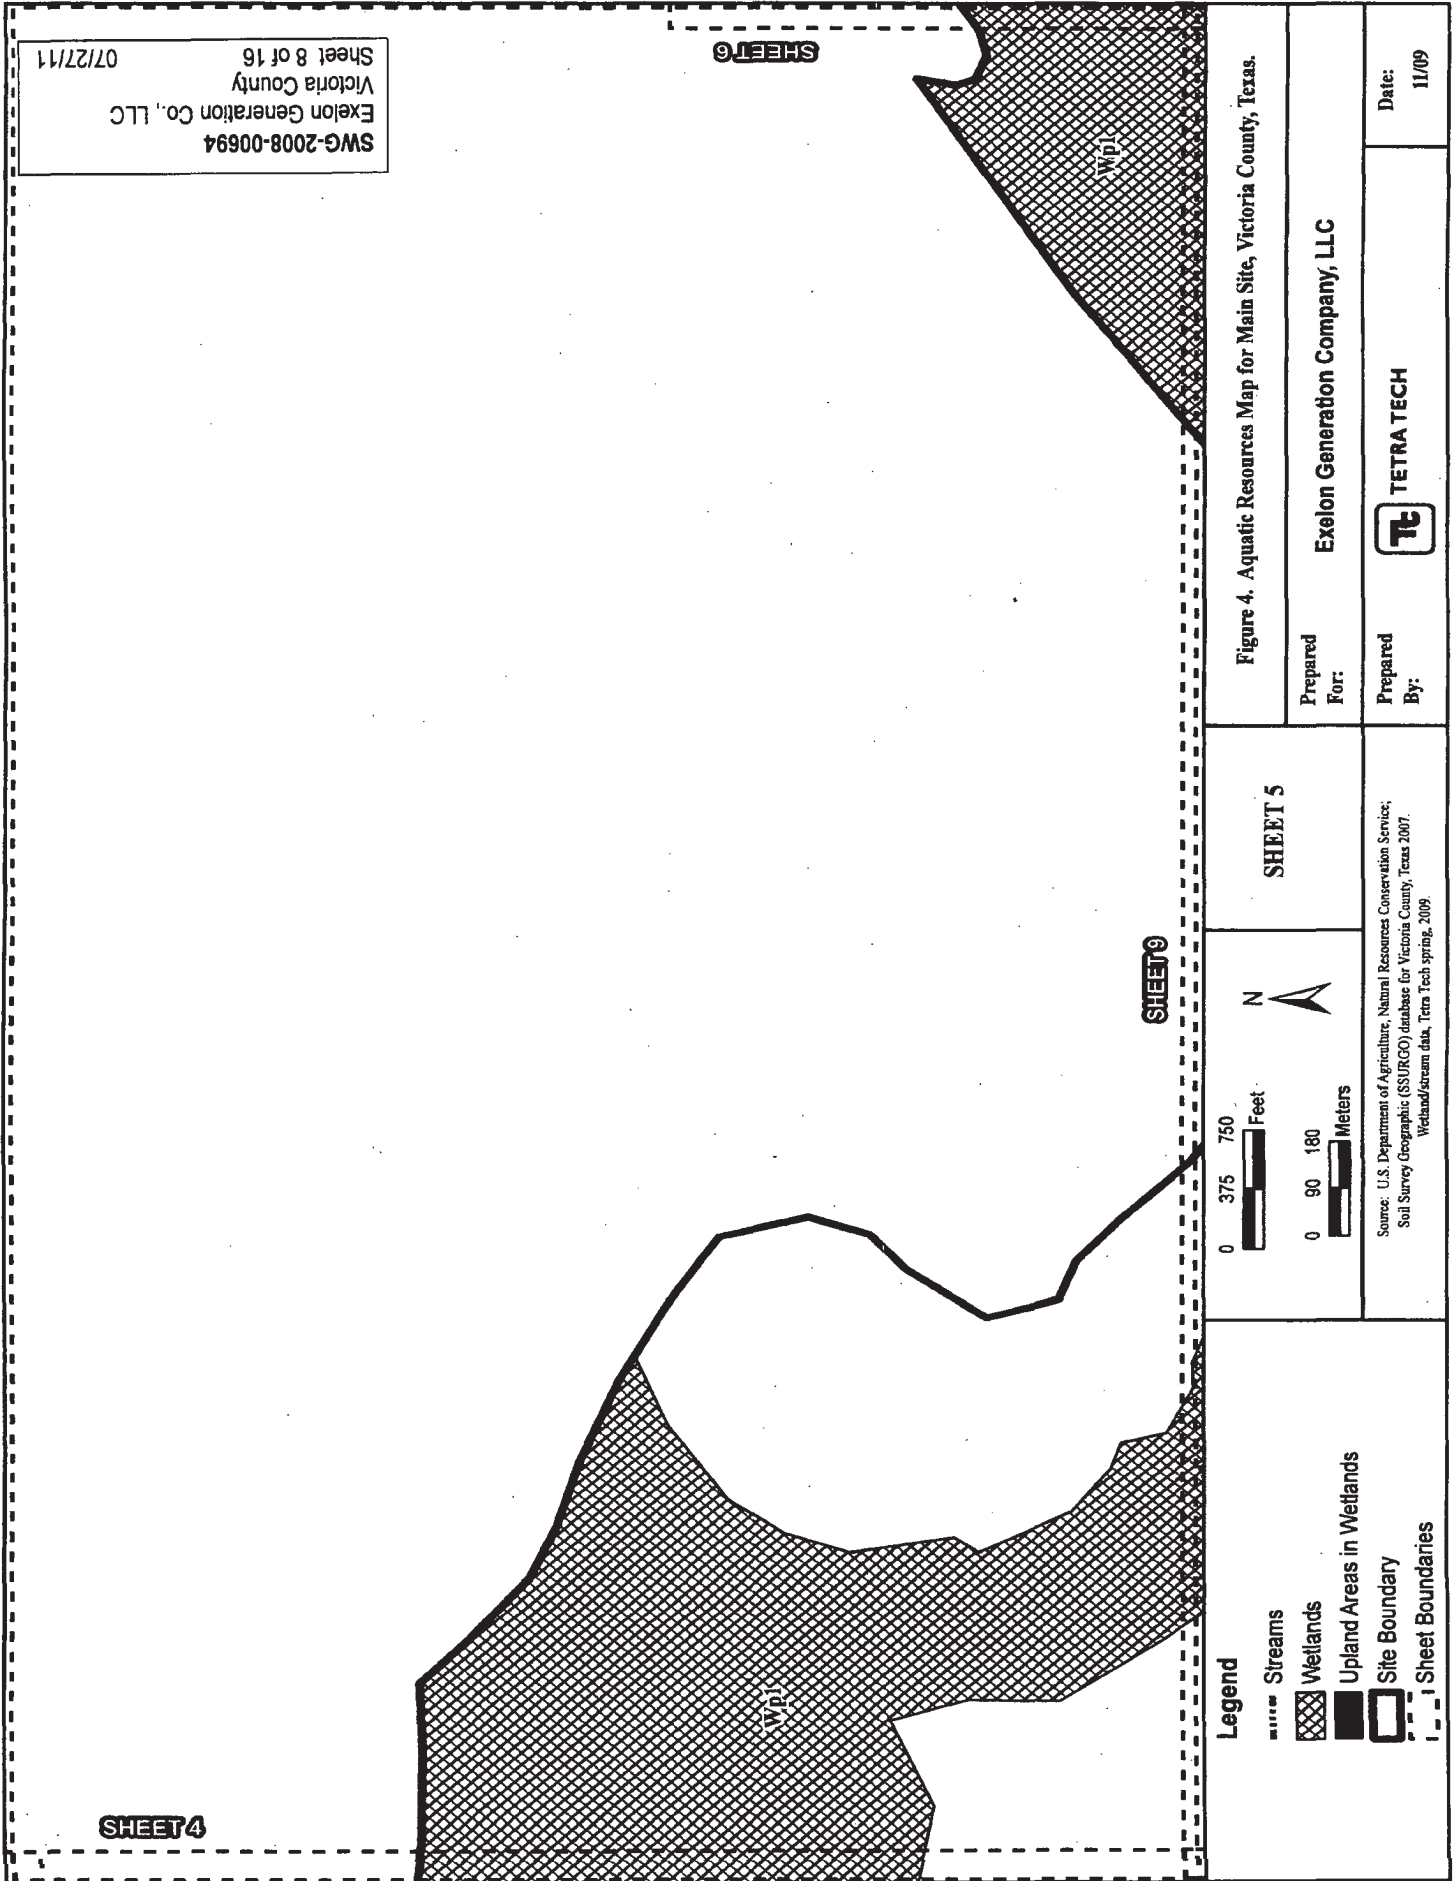 SWG-2008-00694
Exelon Generation Co., LLC
Victoria County
Sheet 8 of 16 07/27/11
SHEET 4
SHEET 6
SHEET 9
Wp1
Wp1
Legend
Streams
Wetlands
Upland Areas in Wetlands
Site Boundary
Sheet Boundaries
0 375 750
Feet
0 90 180
Meters
N
SHEET 5
Source: U.S. Department of Agriculture, Natural Resources Conservation Service;
Soil Survey Geographic (SSURGO) database for Victoria County, Texas 2007.
Wetland/stream data, Tetra Tech spring, 2009.
Figure 4. Aquatic Resources Map for Main Site, Victoria County, Texas.
Prepared
For:
Exelon Generation Company, LLC
Prepared
By:
Tt TETRA TECH
Date:
11/09